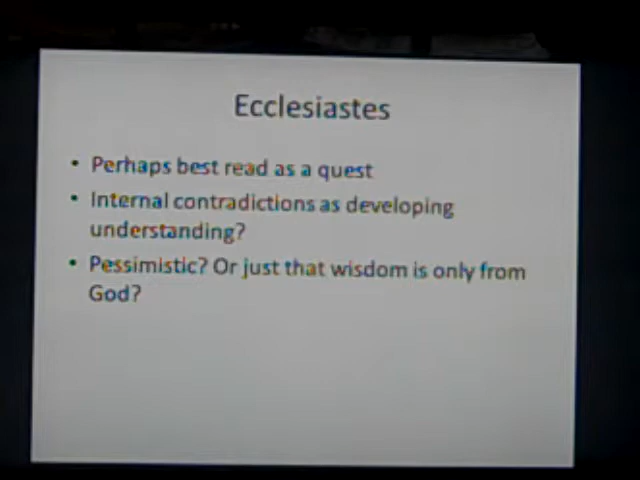 Ecclesiastes
• Perhaps best read as a quest
• Internal contradictions as developing
understanding?
• Pessimistic? Or just that wisdom is only from
God?